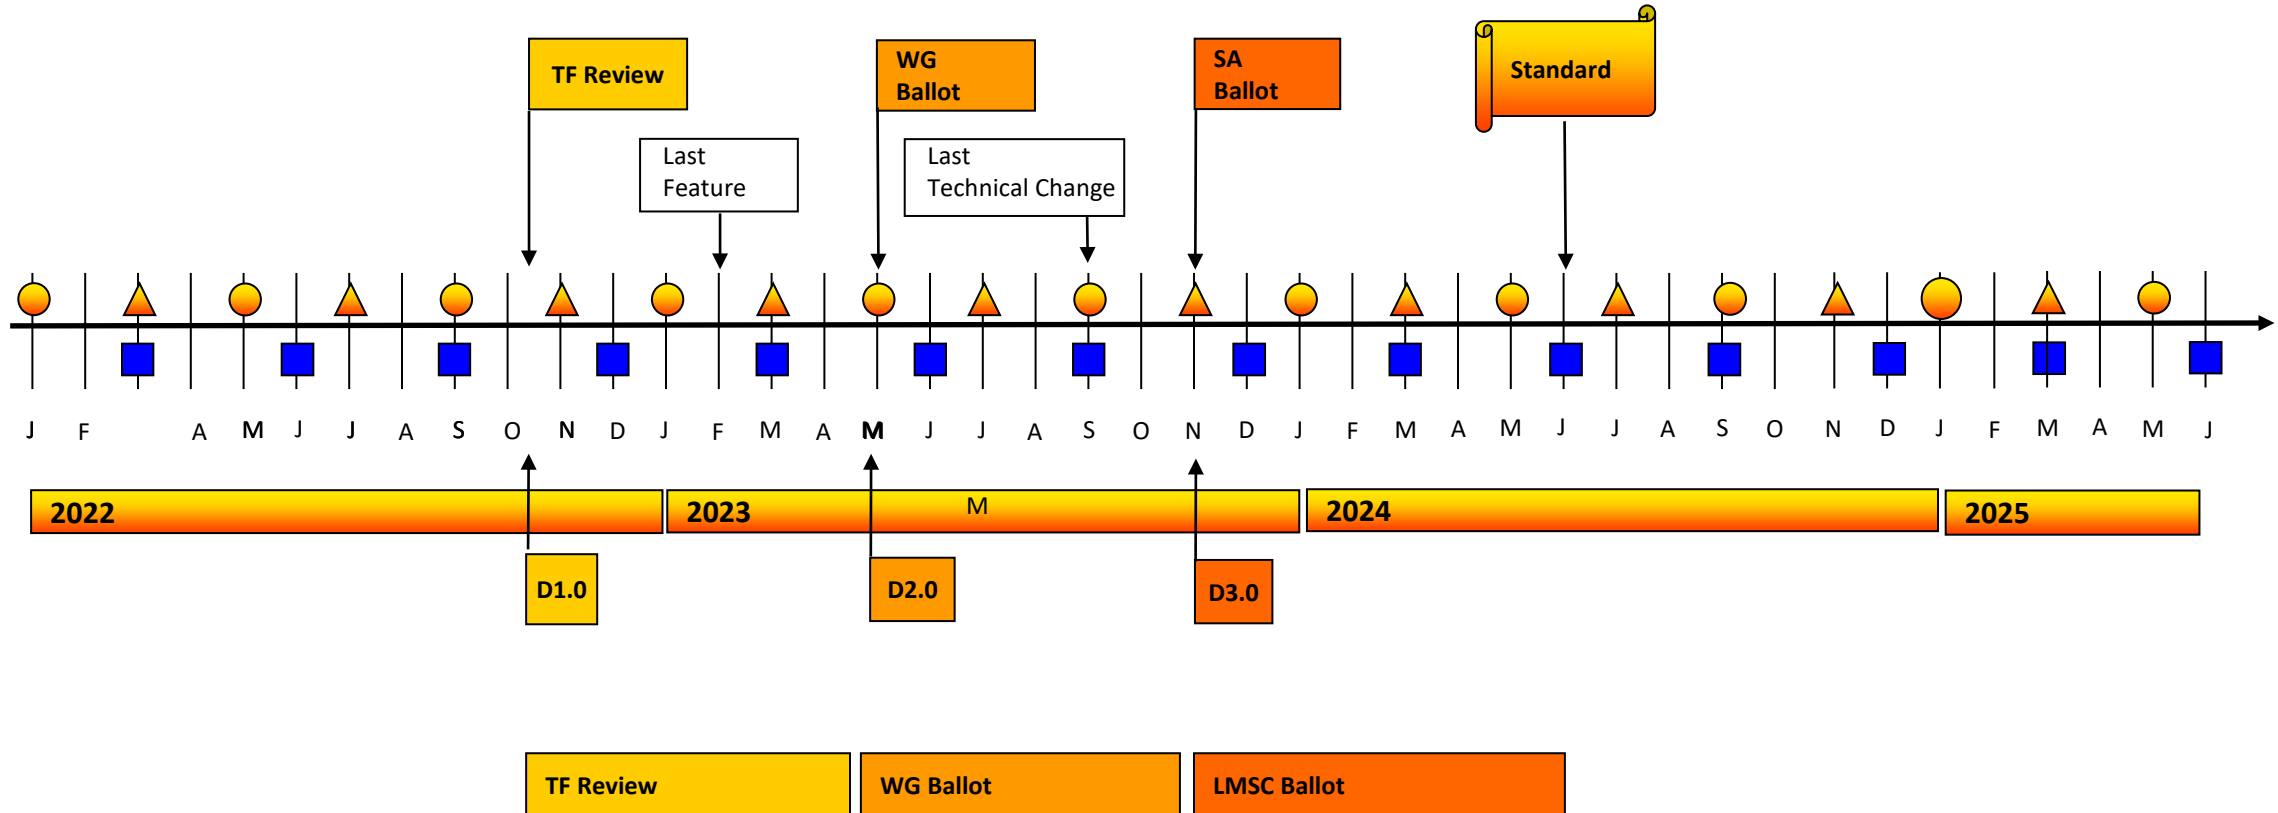 TF Review
WG
Ballot
SA
Ballot
Standard
Last
Feature
Last
Technical Change
J F A M J J A S O N D J F M A M J J A S O N D J F M A M J J A S O N D J F M A M J
2022
2023
M
2024
2025
D1.0
D2.0
D3.0
TF Review
WG Ballot
LMSC Ballot